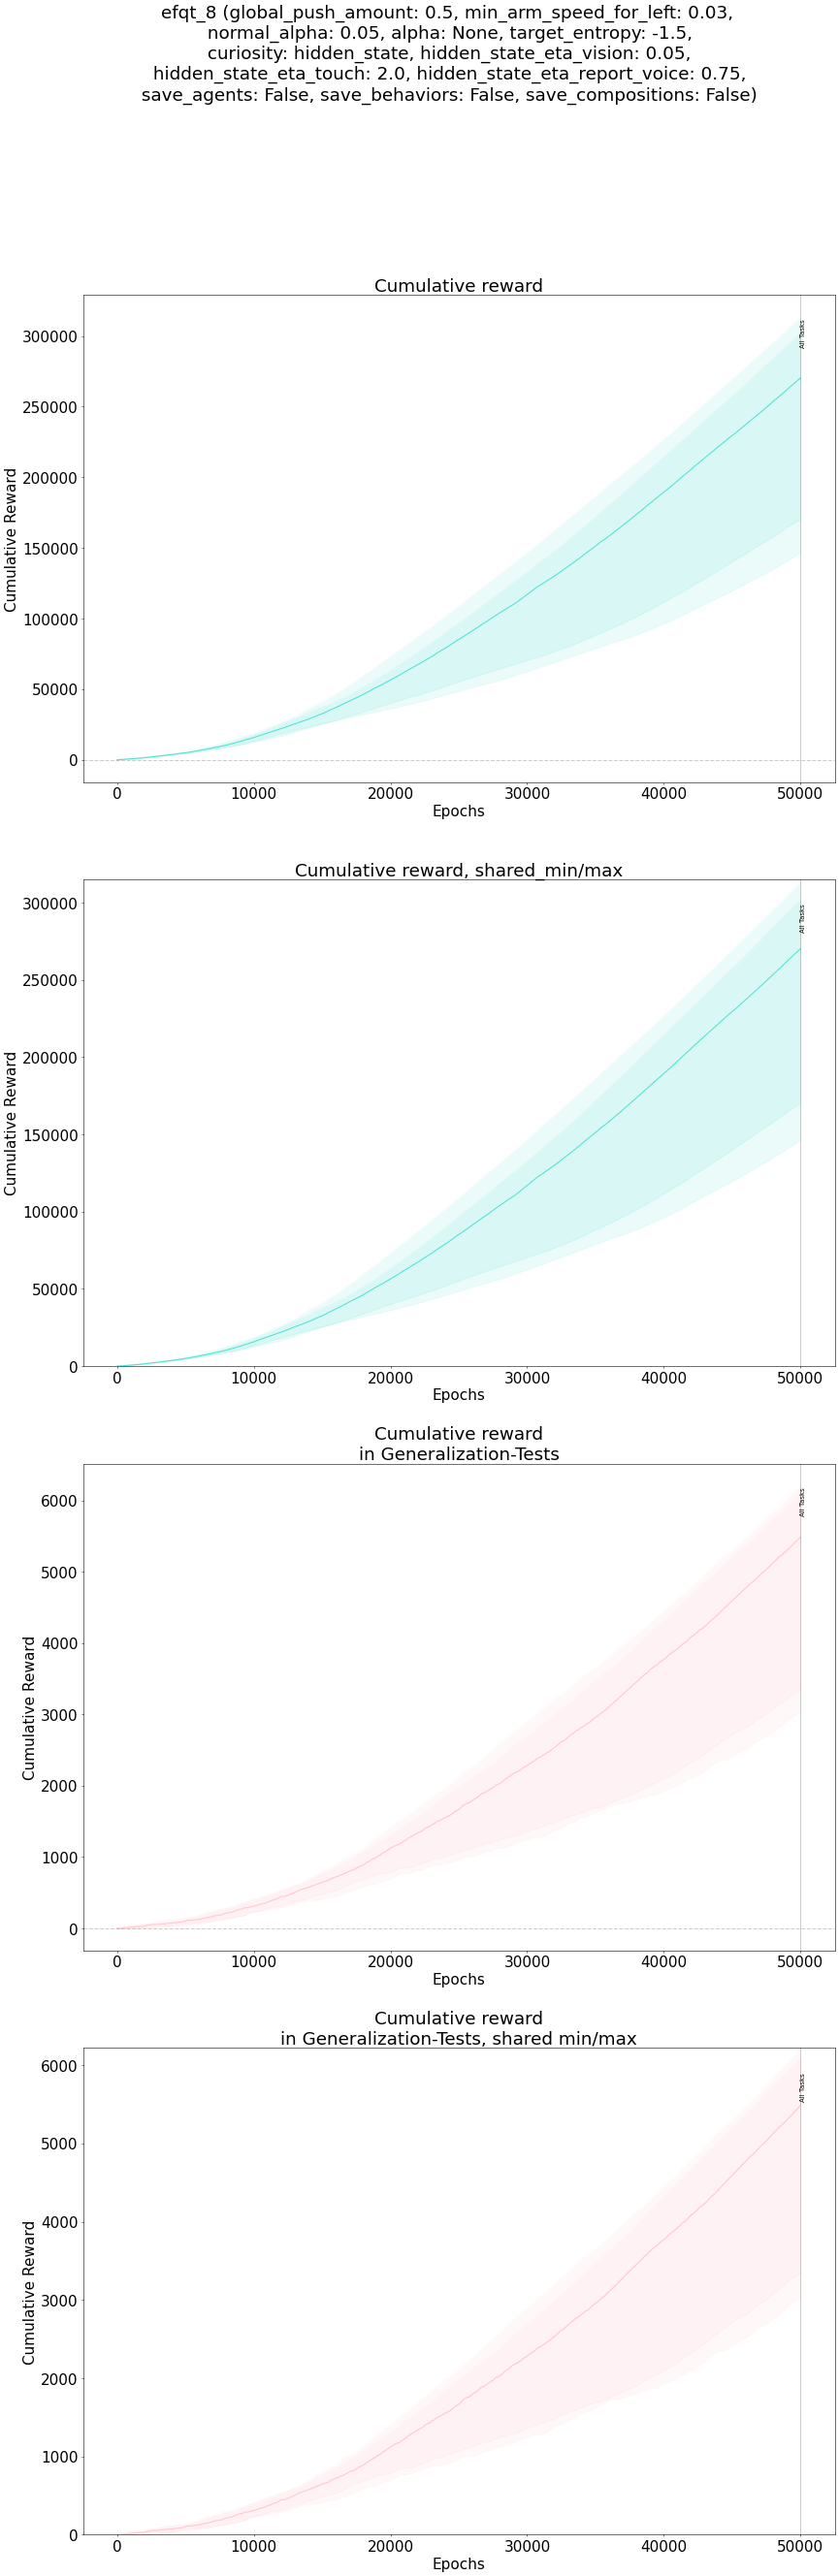 efqt_8 (global_push_amount: 0.5, min_arm_speed_for_left: 0.03,
normal_alpha: 0.05, alpha: None, target_entropy: -1.5,
curiosity: hidden_state, hidden_state_eta_vision: 0.05,
hidden_state_eta_touch: 2.0, hidden_state_eta_report_voice: 0.75,
save_agents: False, save_behaviors: False, save_compositions: False)
Cumulative reward
300000
250000
200000
150000
100000
50000
0
Cumulative Reward
All Tasks
0 10000 20000 30000 40000 50000
Epochs
Cumulative reward, shared_min/max
300000
250000
200000
150000
100000
50000
0
Cumulative Reward
All Tasks
0 10000 20000 30000 40000 50000
Epochs
Cumulative reward
in Generalization-Tests
6000
5000
4000
3000
2000
1000
0
Cumulative Reward
All Tasks
0 10000 20000 30000 40000 50000
Epochs
Cumulative reward
in Generalization-Tests, shared min/max
6000
5000
4000
3000
2000
1000
0
Cumulative Reward
All Tasks
0 10000 20000 30000 40000 50000
Epochs